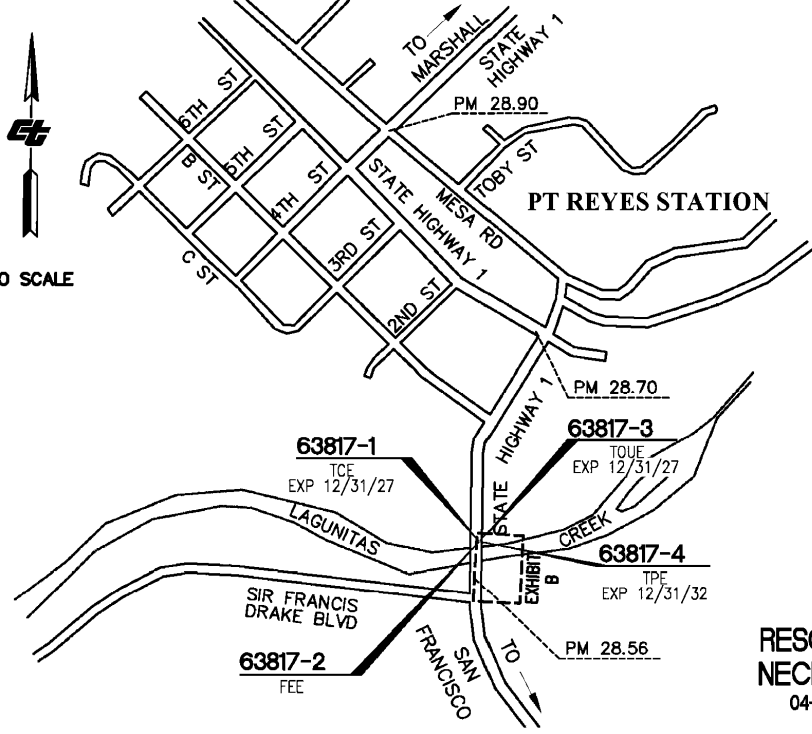 TO
MARSHALL
STATE
HIGHWAY 1
PM 28.90
6TH ST
B ST
5TH ST
4TH ST
STATE HIGHWAY 1
MESA RD
TOBY ST
PT REYES STATION
C ST
3RD ST
2ND ST
O SCALE
PM 28.70
STATE HIGHWAY 1
63817-1
TCE
EXP 12/31/27
63817-3
TOUE
EXP 12/31/27
LAGUNITAS
CREEK
63817-4
TPE
EXP 12/31/32
EXHIBIT
B
SIR FRANCIS
DRAKE BLVD
63817-2
FEE
SAN
FRANCISCO
TO
PM 28.56
RESO
NEC
04-